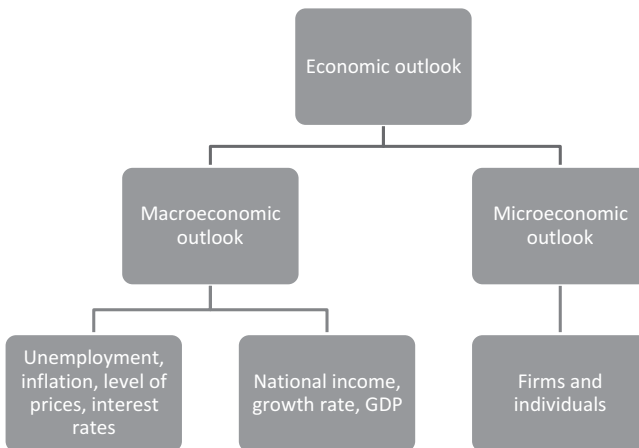 Economic outlook
Macroeconomic
outlook
Microeconomic
outlook
Unemployment,
inflation, level of
prices, interest
rates
National income,
growth rate, GDP
Firms and
individuals